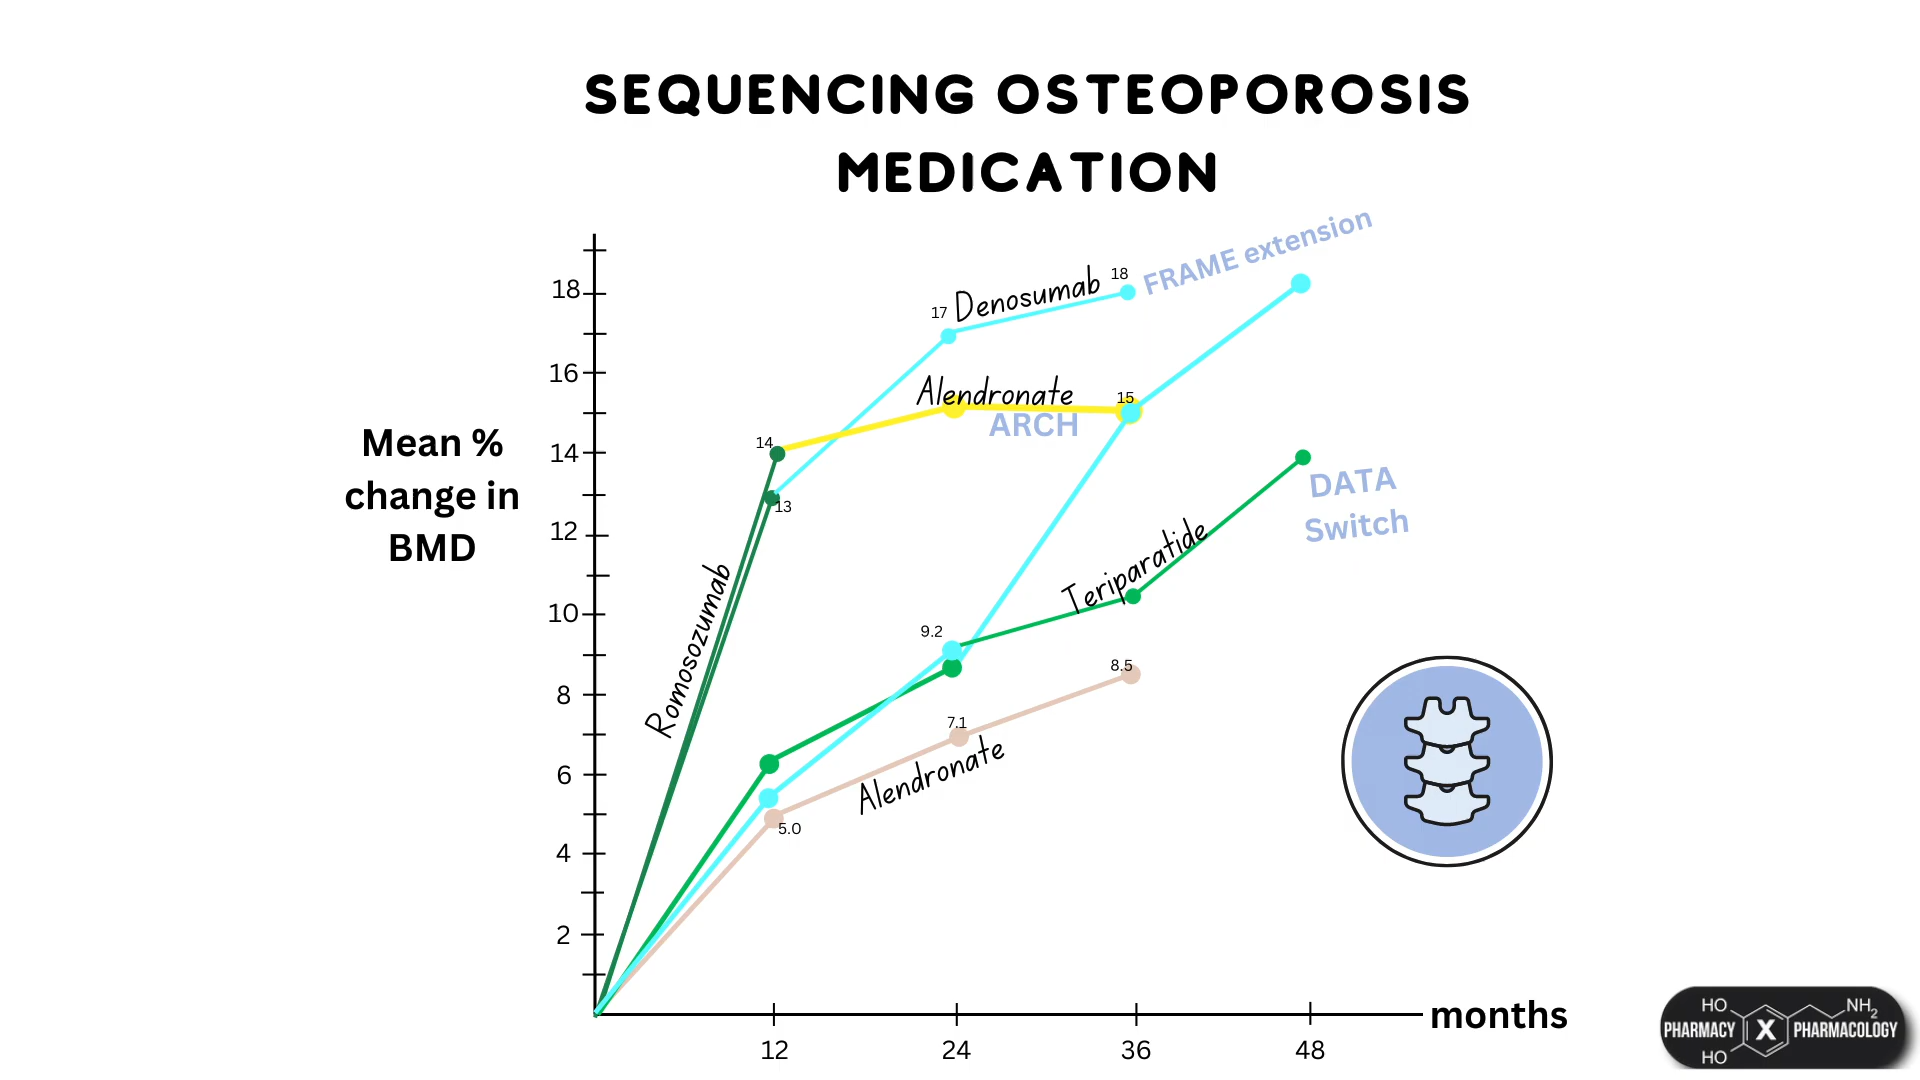 SEQUENCING OSTEOPOROSIS
MEDICATION
Mean %
change in
BMD
18
16
14
12
10
8
6
4
2
12
24
36
48
months
Romosozumab
14
13
17
Denosumab
18
FRAME extension
Alendronate
ARCH
15
DATA
Switch
Teriparatide
9.2
8.5
7.1
Alendronate
5.0
HO
NH2
PHARMACY X PHARMACOLOGY
HO